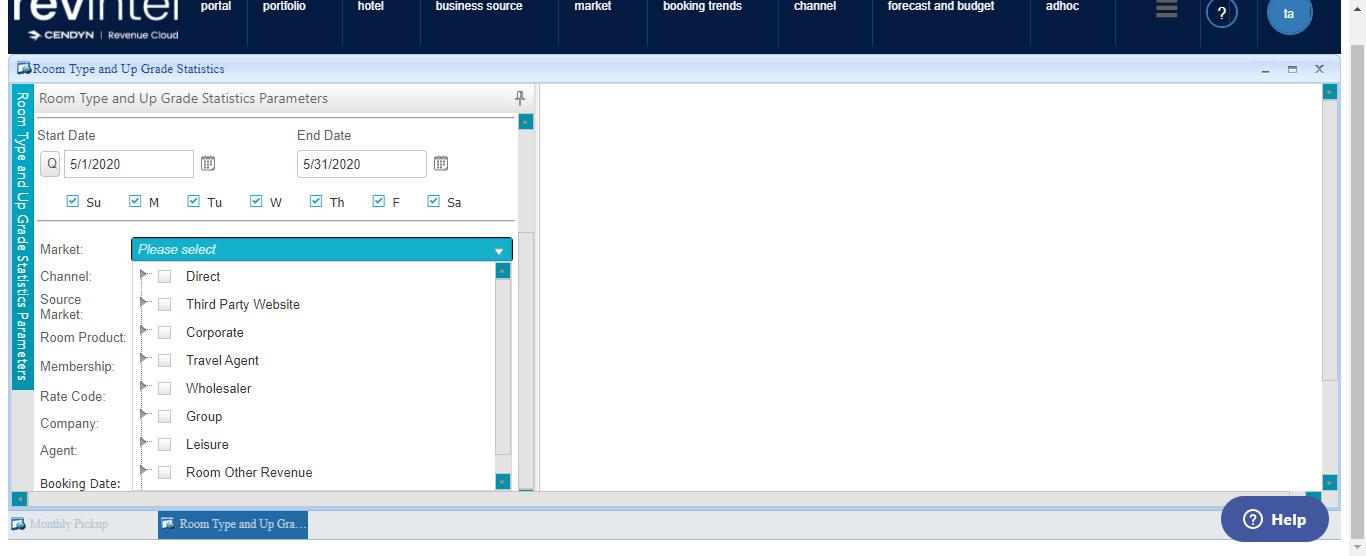 revintel
CENDYN | Revenue Cloud
portal
portfolio
hotel
business source
market
booking trends
channel
forecast and budget
adhoc
?
ta
Room Type and Up Grade Statistics
Room Type and Up Grade Statistics Parameters
Room Type and Up Grade Statistics Parameters
Start Date
End Date
Q
5/1/2020
5/31/2020
Su M Tu W Th F Sa
Market:
Please select
Channel:
Source
Market:
Room Product:
Membership:
Rate Code:
Company:
Agent:
Booking Date:
Direct
Third Party Website
Corporate
Travel Agent
Wholesaler
Group
Leisure
Room Other Revenue
Monthly Pickup
Room Type and Up Gra...
? Help